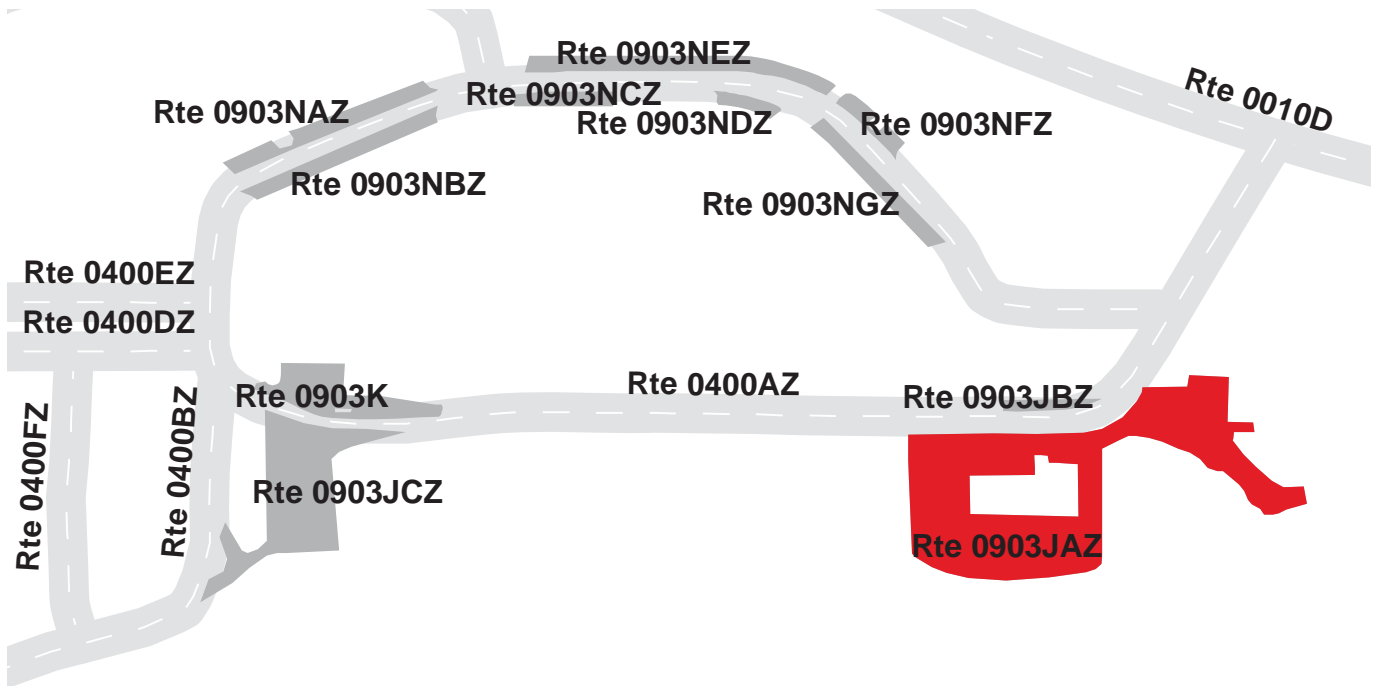 Rte 0903NEZ
Rte 0010D
Rte 0903NCZ
Rte 0903NAZ
Rte 0903NDZ
Rte 0903NFZ
Rte 0903NBZ
Rte 0903NGZ
Rte 0400EZ
Rte 0400DZ
Rte 0400AZ
Rte 0903K
Rte 0903JBZ
Rte 0400FZ
Rte 0400BZ
Rte 0903JCZ
Rte 0903JAZ